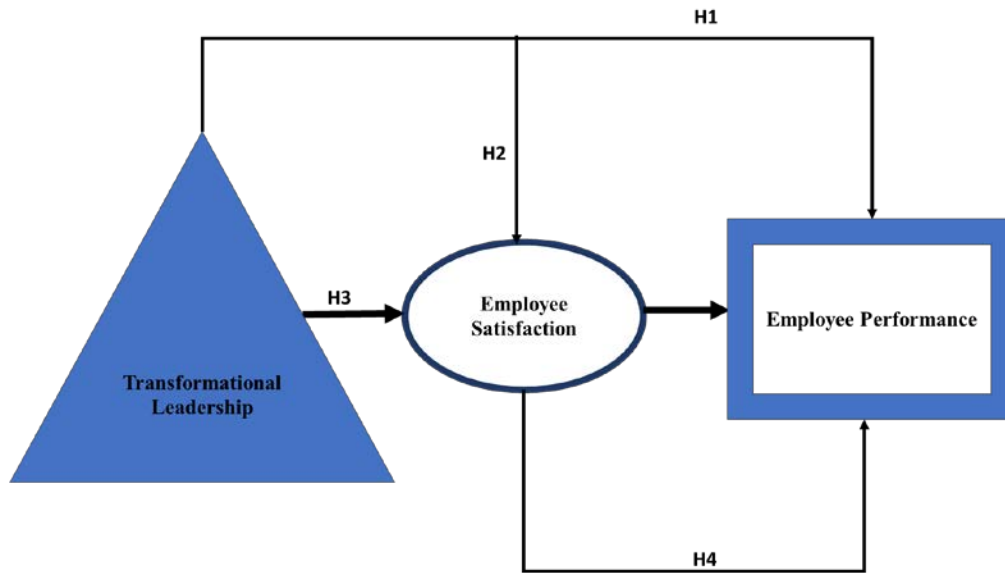 H1
H2
H3
Employee
Satisfaction
Employee Performance
Transformational
Leadership
H4